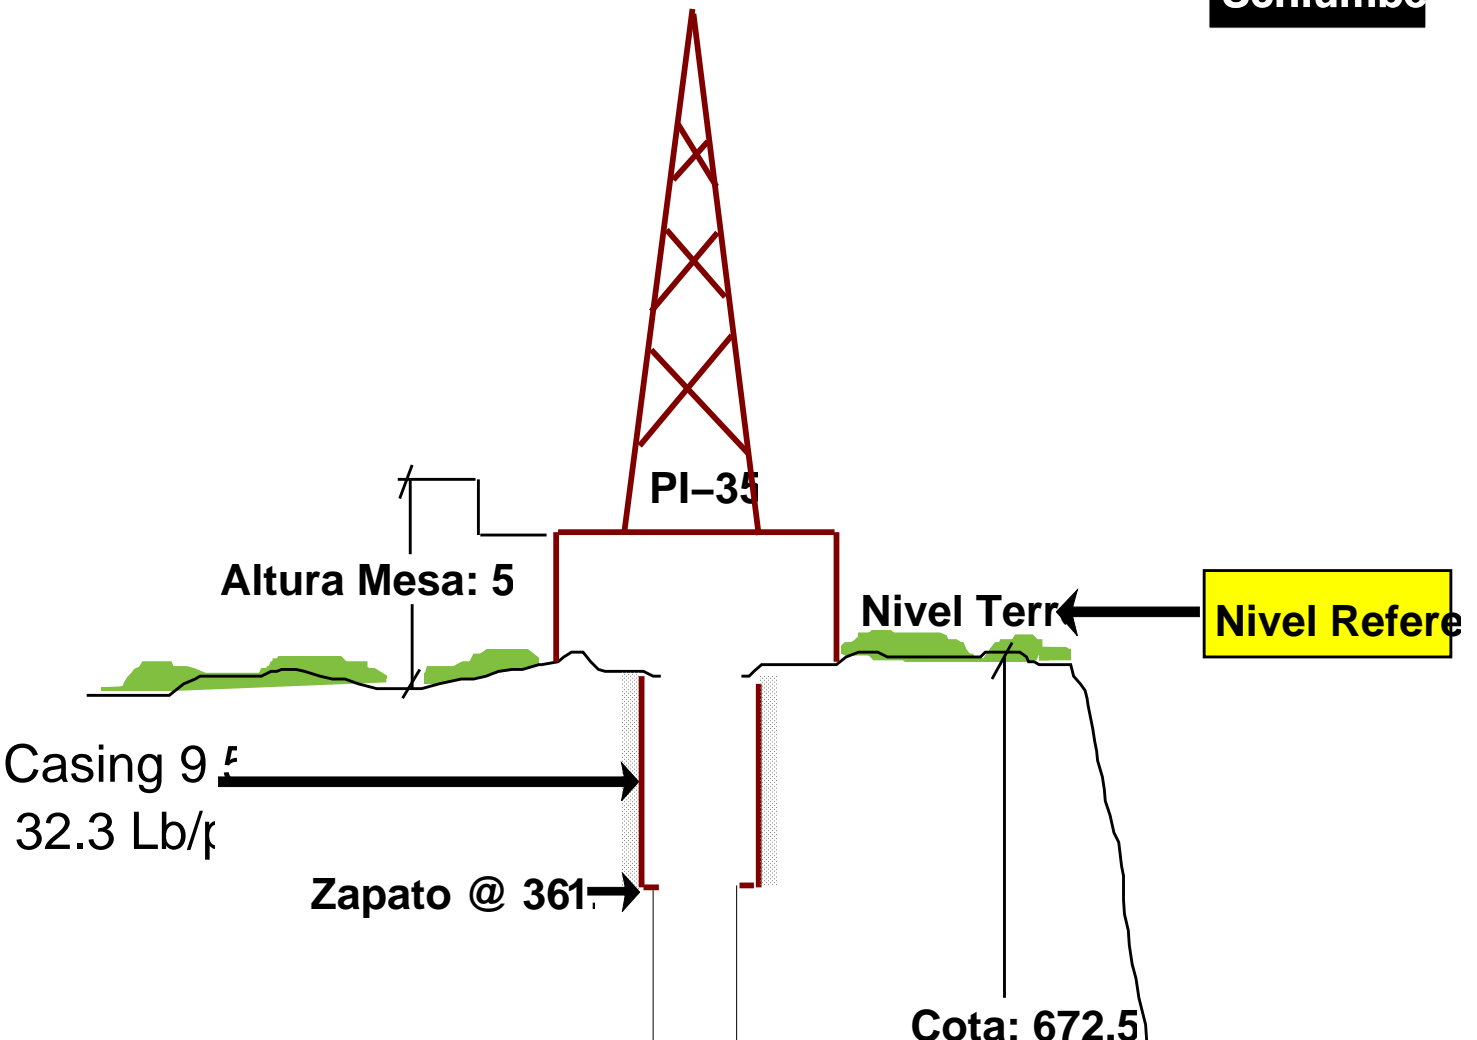 PI–35
Altura Mesa: 5
Nivel Terr
Nivel Refere
Casing 9
32.3 Lb/
Zapato @ 361
Cota: 672.5